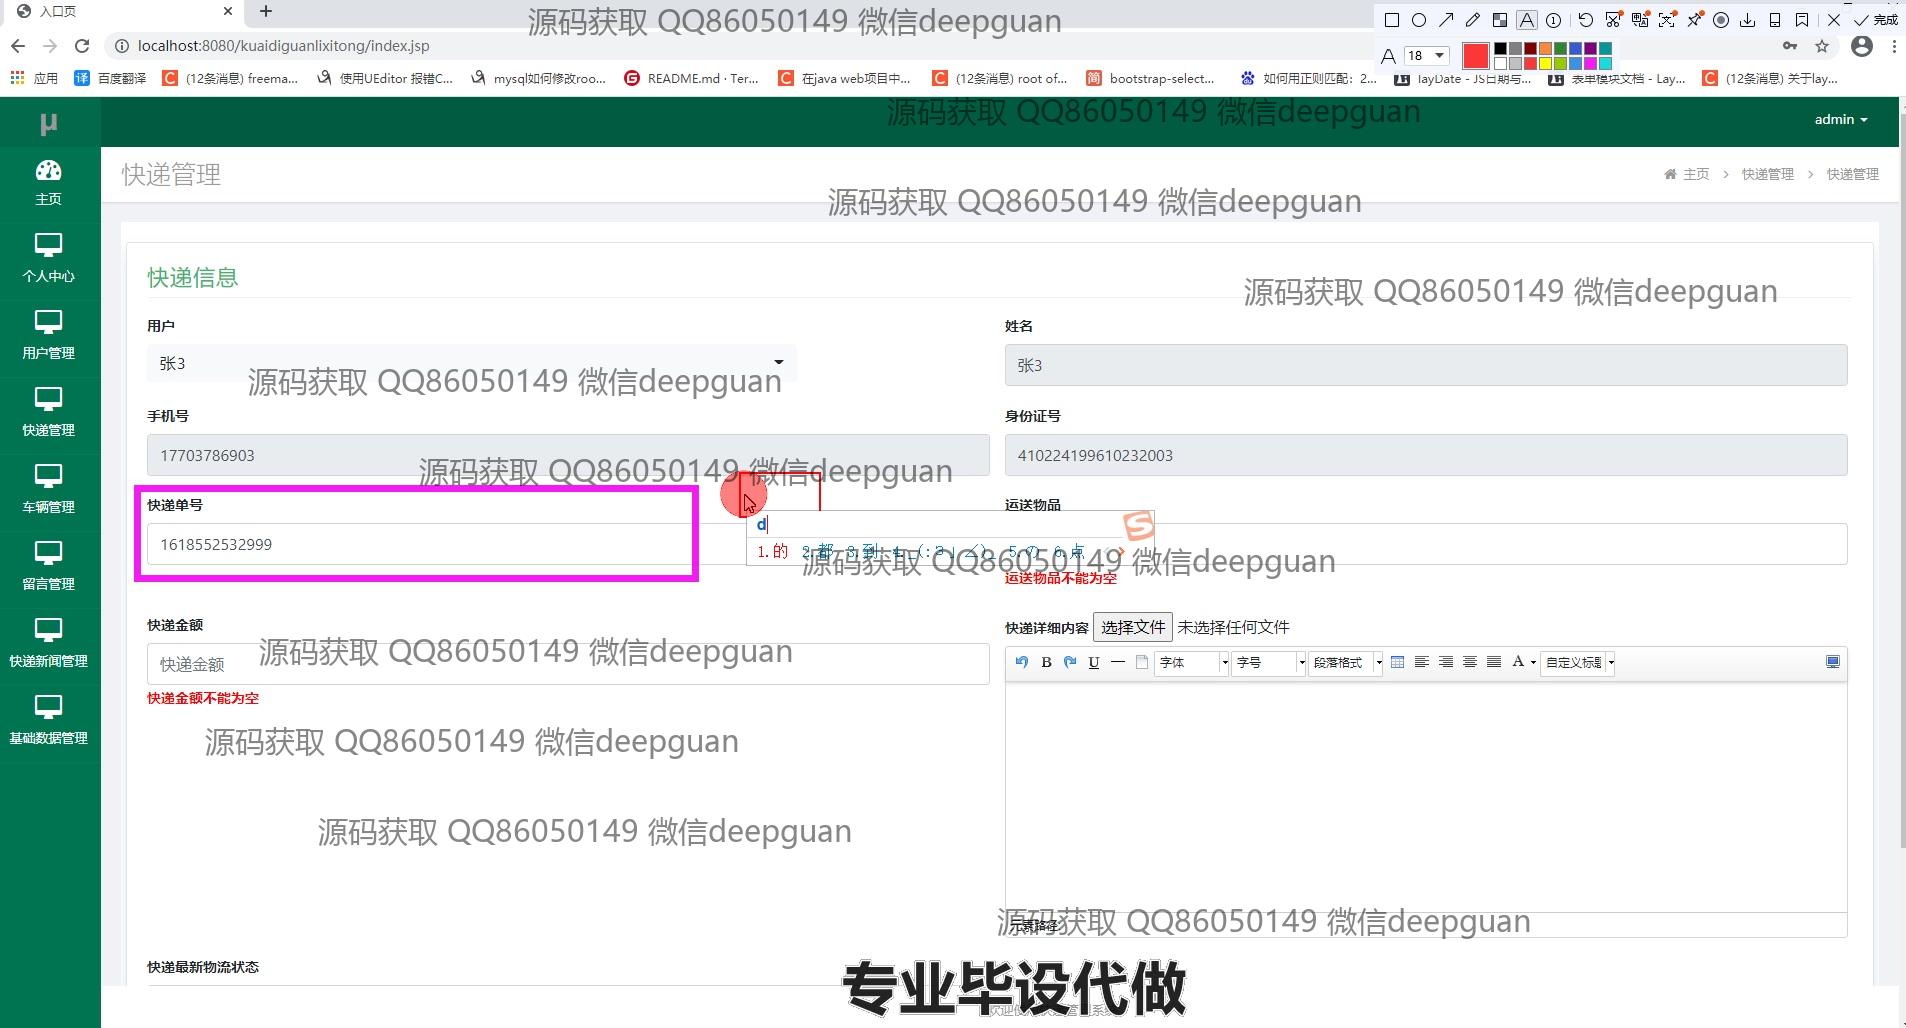 入口页
源码获取 QQ86050149 微信deepguan
完成
localhost:8080/kuaidiguanlixitong/index.jsp
A 18
应用 百度翻译 (12条消息) freema... 使用UEditor 报错C... mysql如何修改roo... README.md · Ter... 在java web项目中... (12条消息) root of... bootstrap-select... 如何用正则匹配：2... layDate - JS日期与... 表单模块文档 - Lay... (12条消息) 关于lay...
源码获取 QQ86050149 微信deepguan
μ
admin
快递管理
主页 > 快递管理 > 快递管理
源码获取 QQ86050149 微信deepguan
主页
个人中心
用户管理
快递管理
车辆管理
留言管理
快递新闻管理
基础数据管理
快递信息
源码获取 QQ86050149 微信deepguan
用户
姓名
张3
张3
源码获取 QQ86050149 微信deepguan
手机号
身份证号
17703786903
410224199610232003
源码获取 QQ86050149 微信deepguan
快递单号
运送物品
d
1618552532999
1.的 2.都 3.到 5.の 6.点
源码获取 QQ86050149 微信deepguan
运送物品不能为空
快递金额
快递详细内容 选择文件 未选择任何文件
快递金额
源码获取 QQ86050149 微信deepguan
B U 字体 字号 段落格式 A 自定义标题
快递金额不能为空
源码获取 QQ86050149 微信deepguan
源码获取 QQ86050149 微信deepguan
源码获取 QQ86050149 微信deepguan
元素路径
快递最新物流状态
专业毕设代做